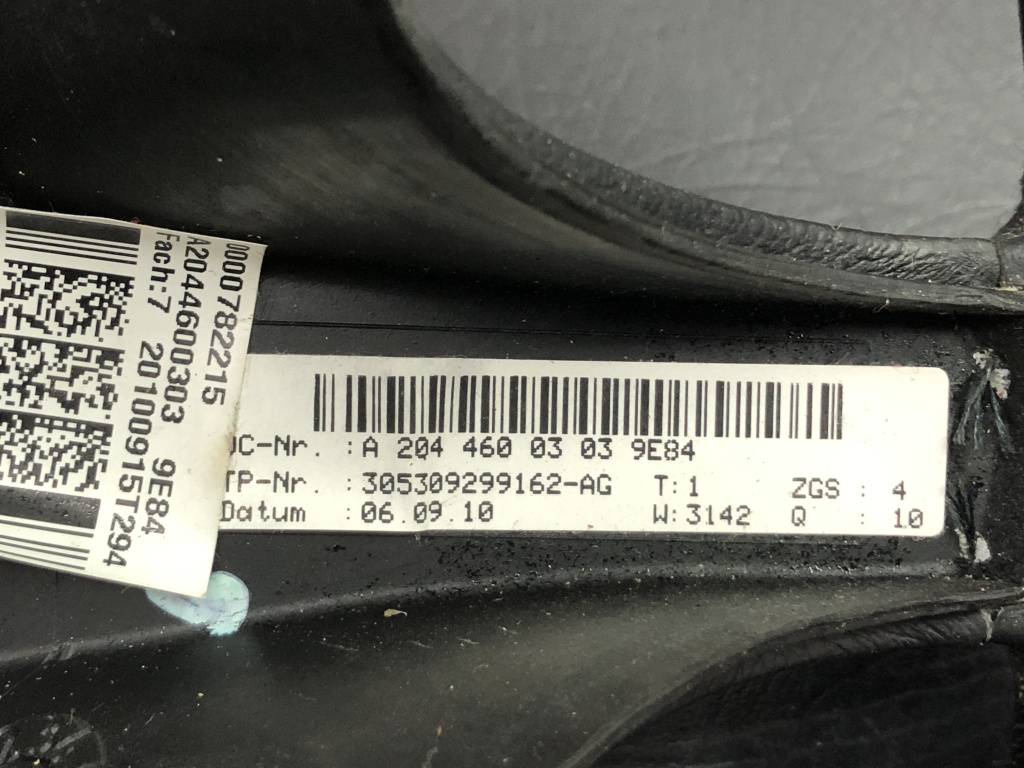 0000782215
A2044600303 9E84
Fach:7 20100915T294
DC-Nr. :A 204 460 03 03 9E84
TP-Nr. :305309299162-AG T:1 ZGS : 4
Datum :06.09.10 W:3142 Q : 10